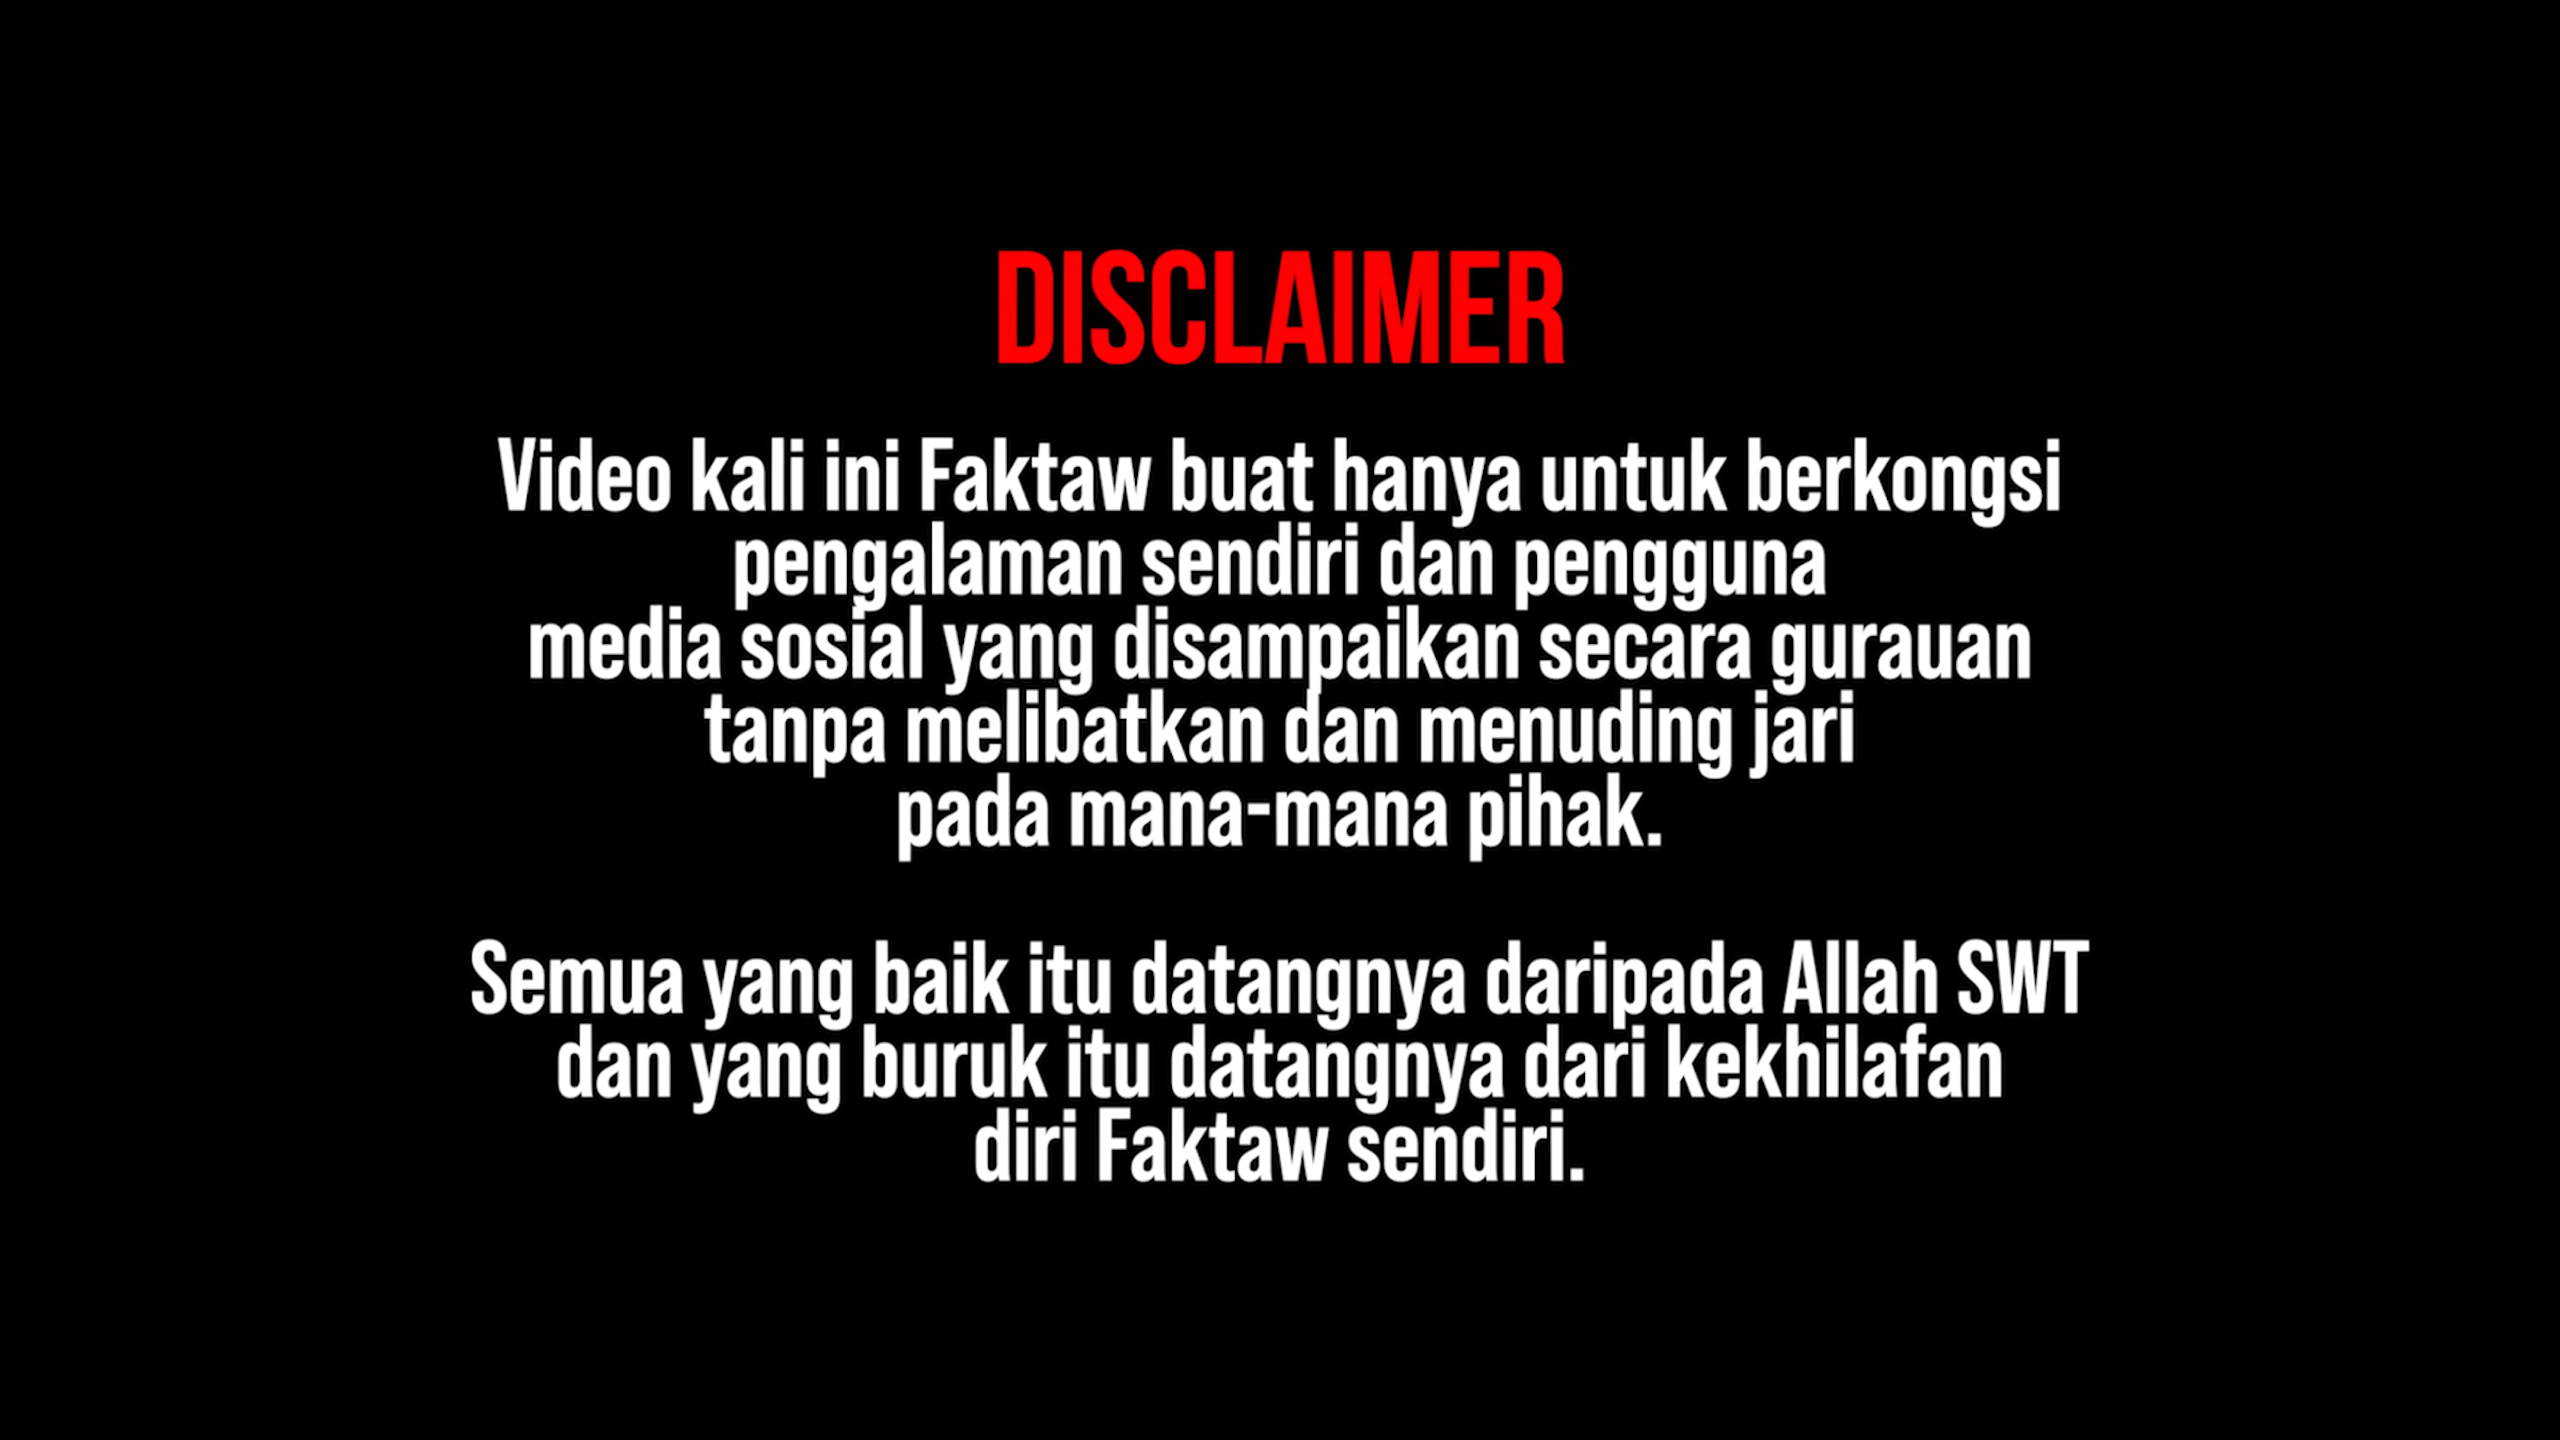 DISCLAIMER
Video kali ini Faktaw buat hanya untuk berkongsi
pengalaman sendiri dan pengguna
media sosial yang disampaikan secara gurauan
tanpa melibatkan dan menuding jari
pada mana-mana pihak.
Semua yang baik itu datangnya daripada Allah SWT
dan yang buruk itu datangnya dari kekhilafan
diri Faktaw sendiri.